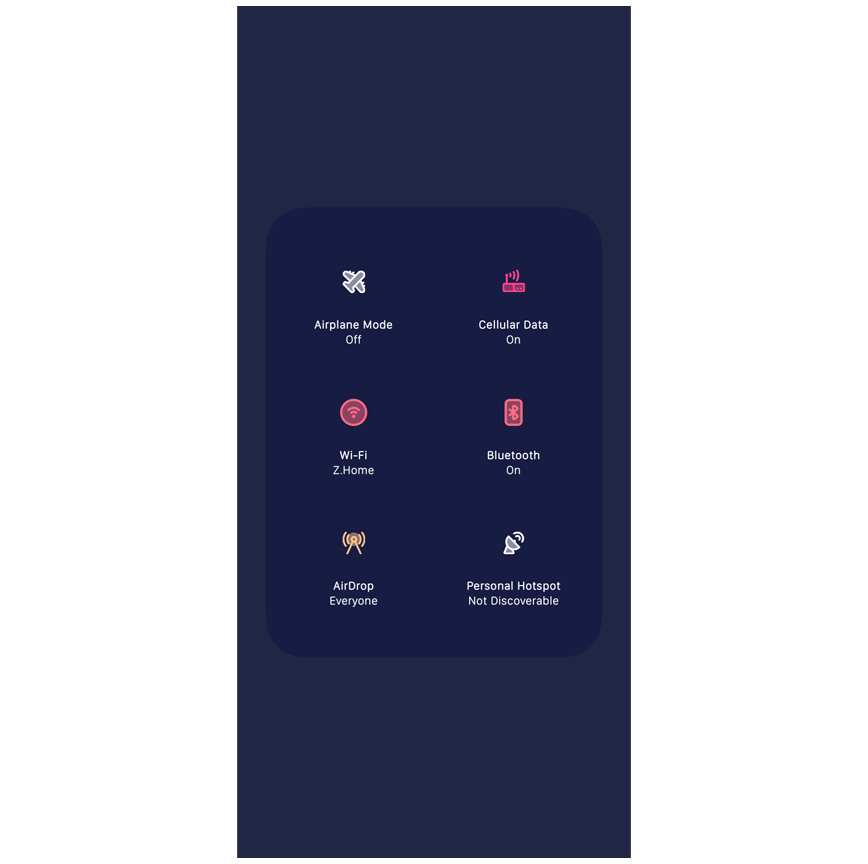 Airplane Mode
Off
Cellular Data
On
Wi-Fi
Z.Home
Bluetooth
On
AirDrop
Everyone
Personal Hotspot
Not Discoverable